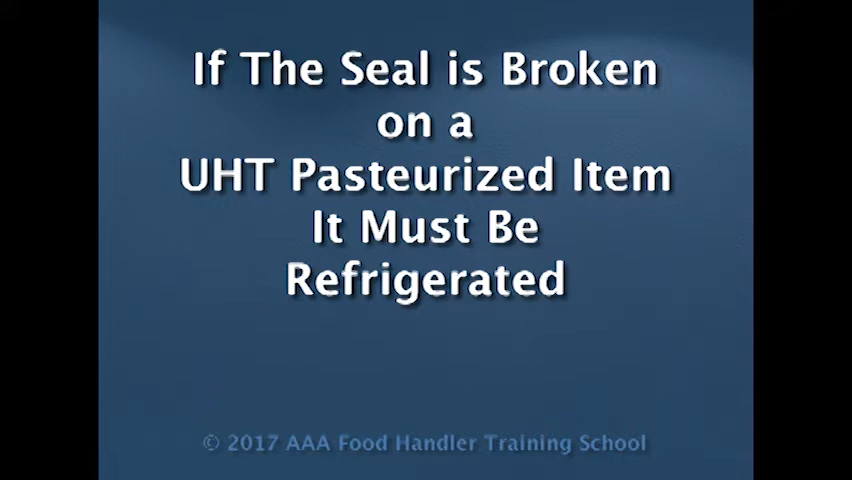 If The Seal is Broken
on a
UHT Pasteurized Item
It Must Be
Refrigerated
© 2017 AAA Food Handler Training School